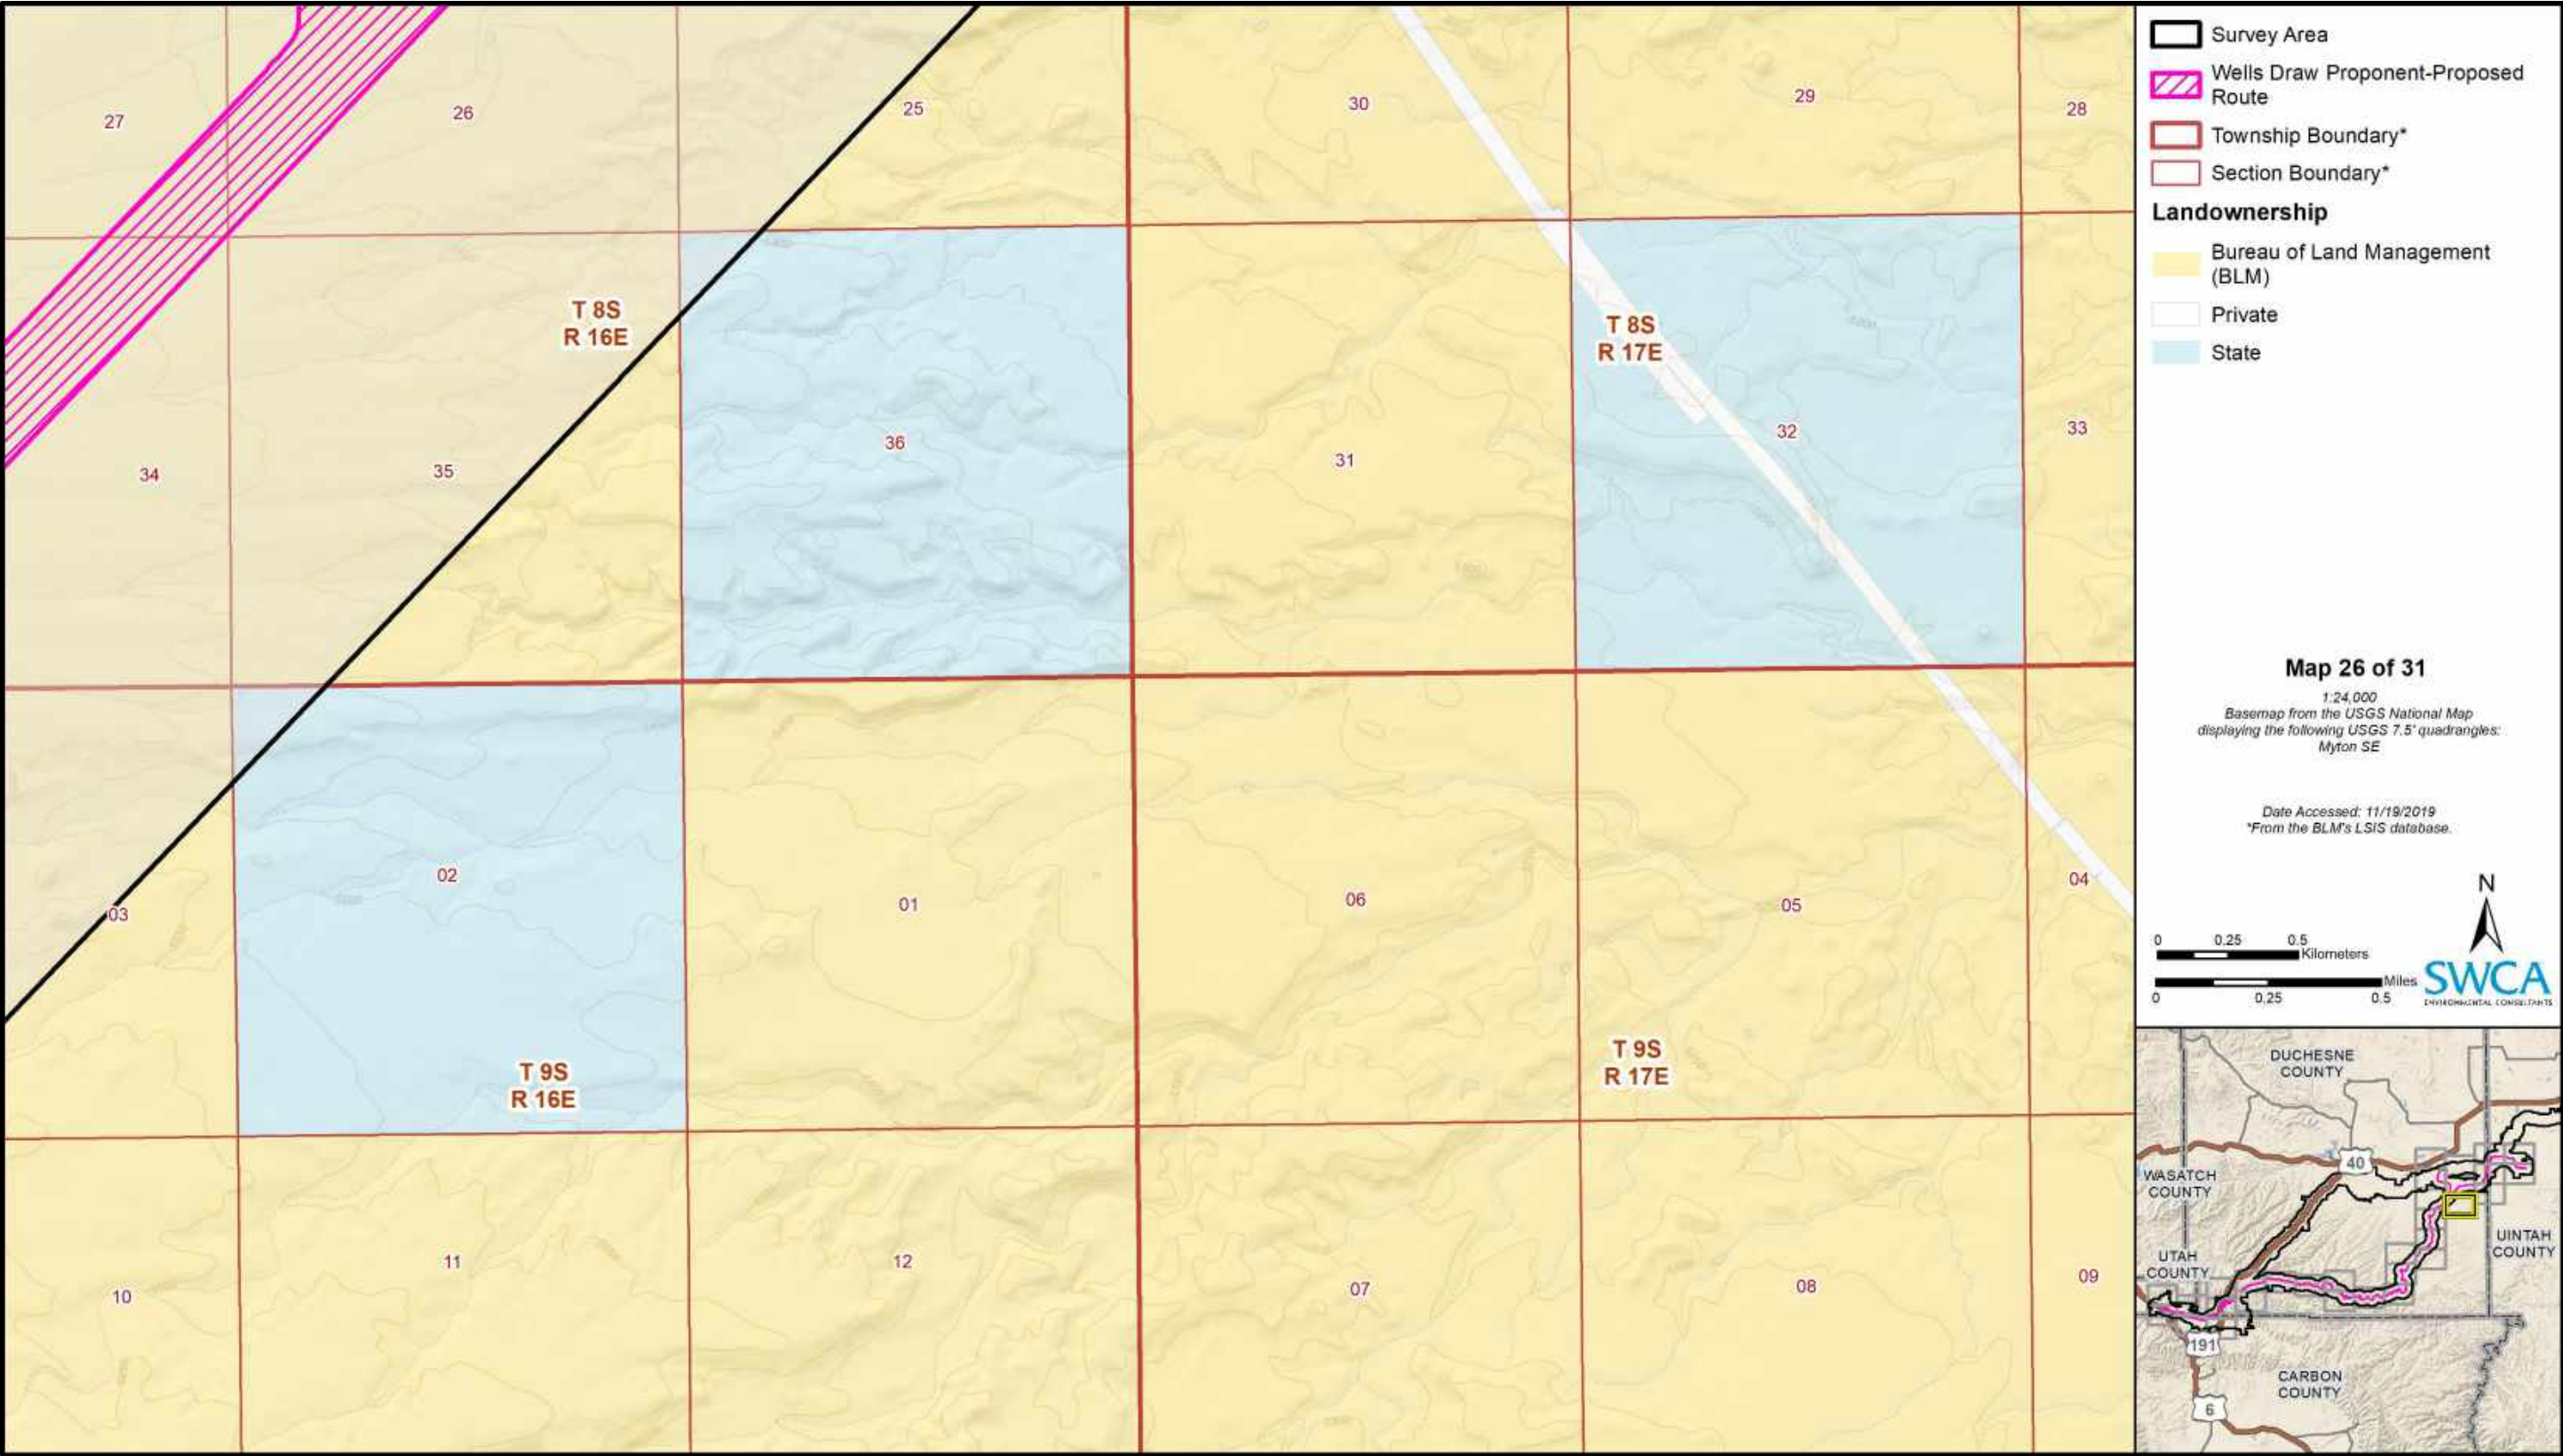 27
26
25
30
29
28
T 8S
R 16E
T 8S
R 17E
34
35
36
31
32
33
03
02
01
06
05
04
T 9S
R 16E
T 9S
R 17E
10
11
12
07
08
09
Survey Area
Wells Draw Proponent-Proposed
Route
Township Boundary*
Section Boundary*
Landownership
Bureau of Land Management
(BLM)
Private
State
Map 26 of 31
1:24,000
Basemap from the USGS National Map
displaying the following USGS 7.5' quadrangles:
Myton SE
Date Accessed: 11/19/2019
*From the BLM's LSIS database.
N
0 0.25 0.5
Kilometers
Miles
0 0.25 0.5
SWCA
ENVIRONMENTAL CONSULTANTS
DUCHESNE
COUNTY
40
WASATCH
COUNTY
UINTAH
COUNTY
UTAH
COUNTY
191
CARBON
COUNTY
6